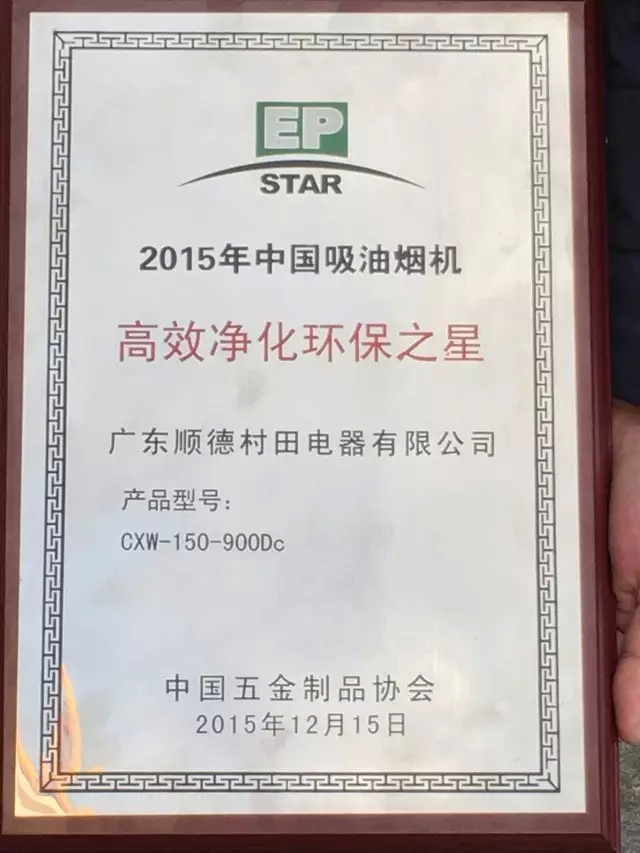 EP
STAR
2015年中国吸油烟机
高效净化环保之星
广东顺德村田电器有限公司
产品型号：
CXW-150-900Dc
中国五金制品协会
2015年12月15日